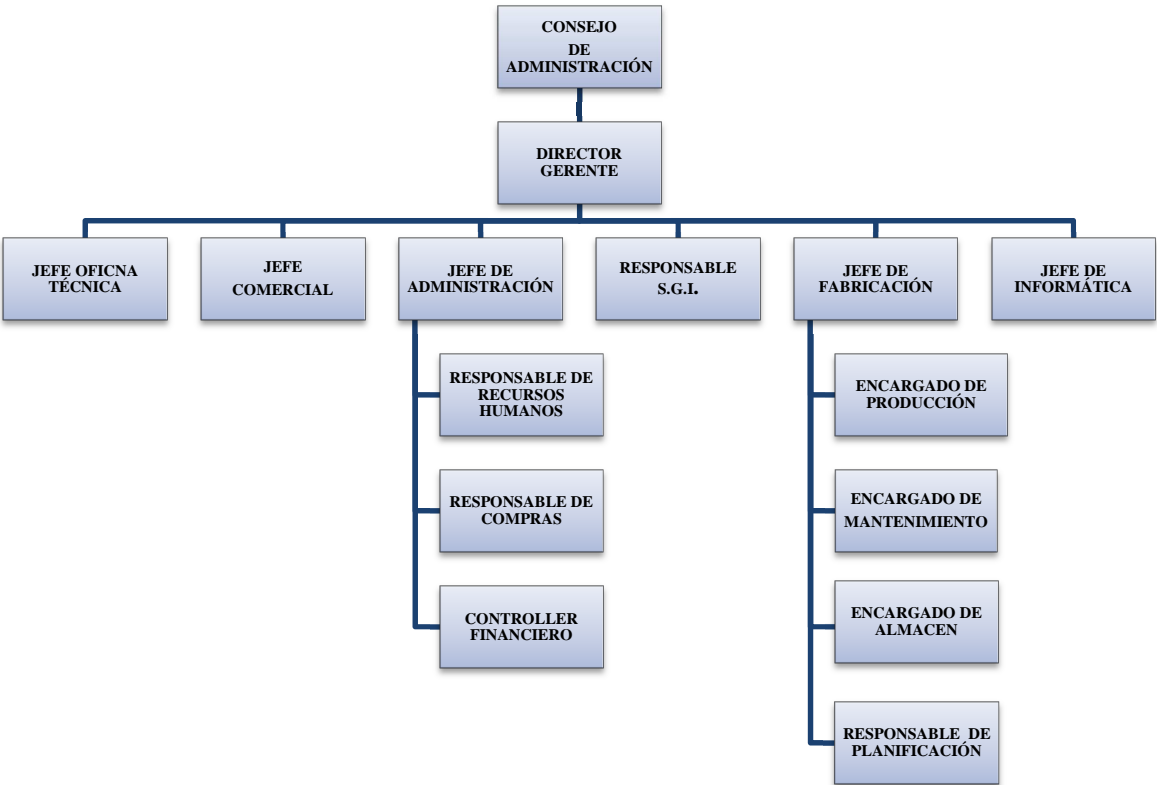 CONSEJO
DE
ADMINISTRACIÓN
DIRECTOR
GERENTE
JEFE OFICNA
TÉCNICA
JEFE
COMERCIAL
JEFE DE
ADMINISTRACIÓN
RESPONSABLE
S.G.I.
JEFE DE
FABRICACIÓN
JEFE DE
INFORMÁTICA
RESPONSABLE DE
RECURSOS
HUMANOS
RESPONSABLE DE
COMPRAS
CONTROLLER
FINANCIERO
ENCARGADO DE
PRODUCCIÓN
ENCARGADO DE
MANTENIMIENTO
ENCARGADO DE
ALMACEN
RESPONSABLE DE
PLANIFICACIÓN